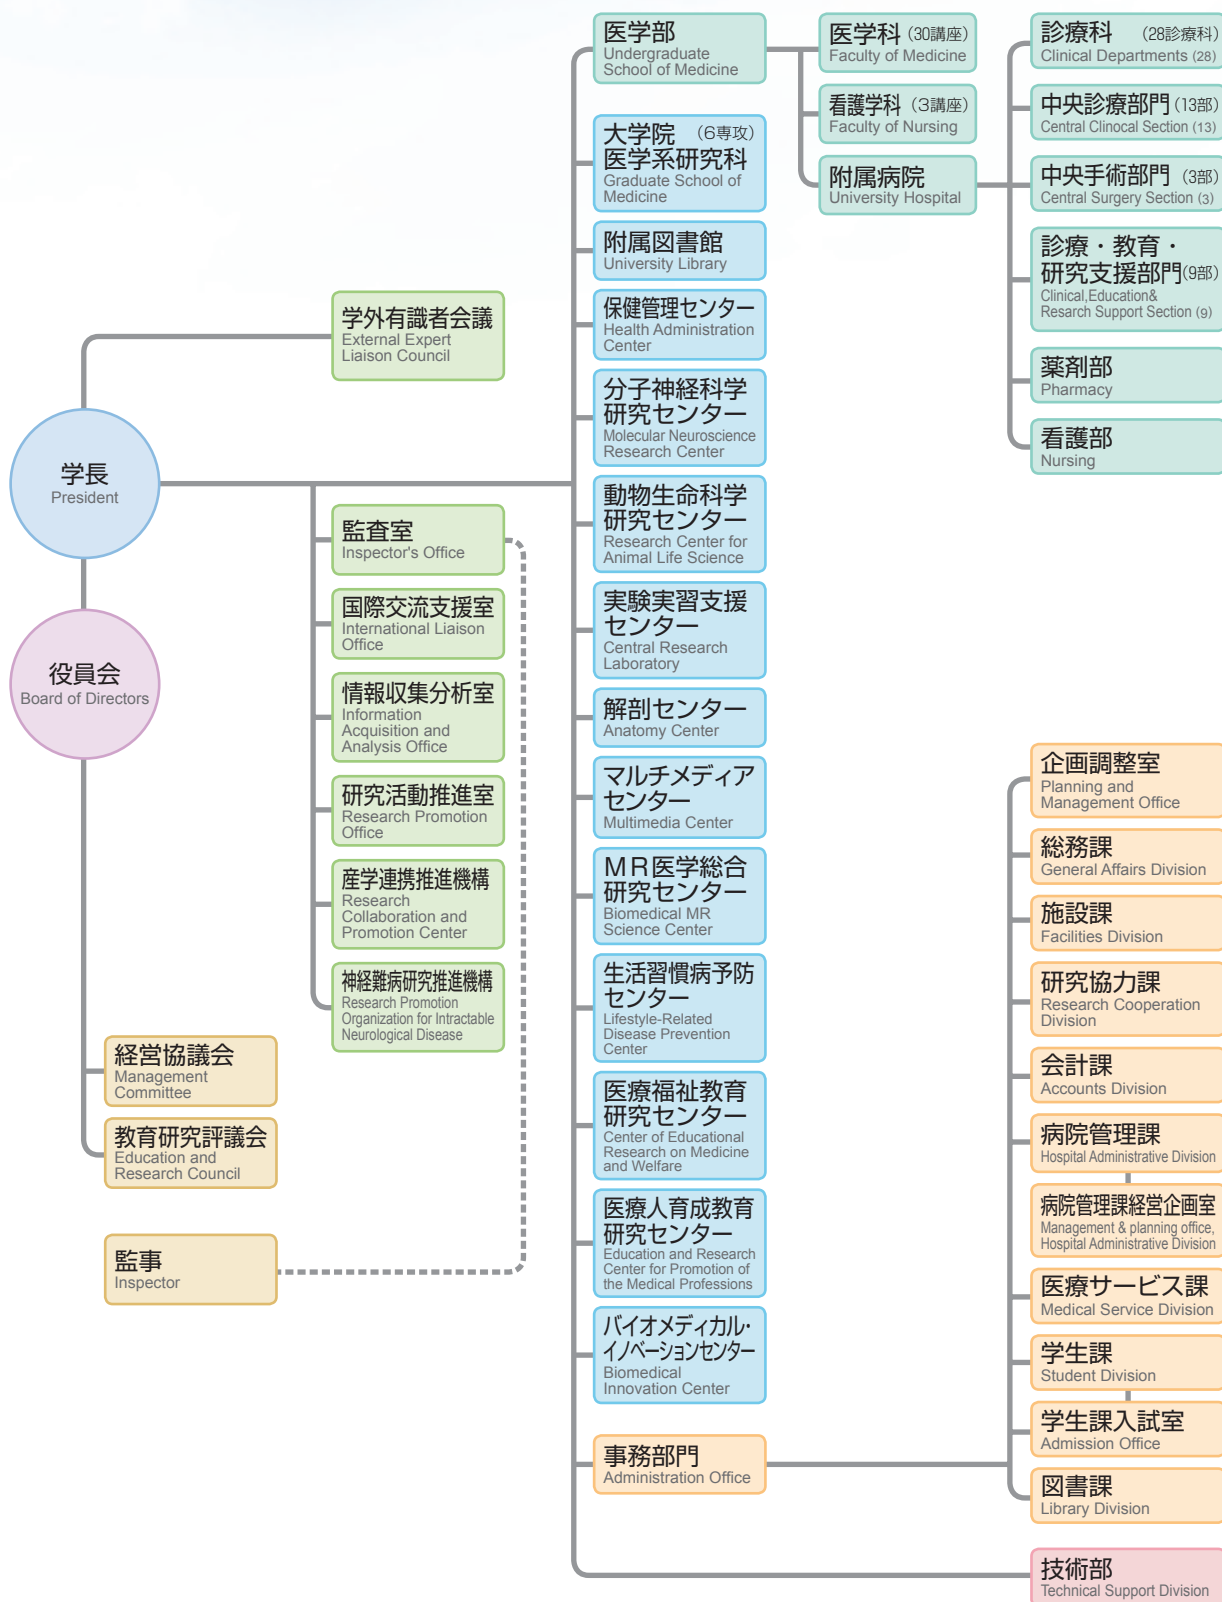 学長
President
役員会
Board of Directors
学外有識者会議
External Expert
Liaison Council
監査室
Inspector's Office
国際交流支援室
International Liaison
Office
情報収集分析室
Information
Acquisition and
Analysis Office
研究活動推進室
Research Promotion
Office
産学連携推進機構
Research
Collaboration and
Promotion Center
神経難病研究推進機構
Research Promotion
Organization for Intractable
Neurological Disease
経営協議会
Management
Committee
教育研究評議会
Education and
Research Council
監事
Inspector
医学部
Undergraduate
School of Medicine
大学院 (6専攻)
医学系研究科
Graduate School of
Medicine
附属図書館
University Library
保健管理センター
Health Administration
Center
分子神経科学
研究センター
Molecular Neuroscience
Research Center
動物生命科学
研究センター
Research Center for
Animal Life Science
実験実習支援
センター
Central Research
Laboratory
解剖センター
Anatomy Center
マルチメディア
センター
Multimedia Center
MR医学総合
研究センター
Biomedical MR
Science Center
生活習慣病予防
センター
Lifestyle-Related
Disease Prevention
Center
医療福祉教育
研究センター
Center of Educational
Research on Medicine
and Welfare
医療人育成教育
研究センター
Education and Research
Center for Promotion of
the Medical Professions
バイオメディカル・
イノベーションセンター
Biomedical
Innovation Center
事務部門
Administration Office
医学科 (30講座)
Faculty of Medicine
看護学科 (3講座)
Faculty of Nursing
附属病院
University Hospital
診療科 (28診療科)
Clinical Departments (28)
中央診療部門 (13部)
Central Clinocal Section (13)
中央手術部門 (3部)
Central Surgery Section (3)
診療・教育・
研究支援部門 (9部)
Clinical,Education&
Resarch Support Section (9)
薬剤部
Pharmacy
看護部
Nursing
企画調整室
Planning and
Management Office
総務課
General Affairs Division
施設課
Facilities Division
研究協力課
Research Cooperation
Division
会計課
Accounts Division
病院管理課
Hospital Administrative Division
病院管理課経営企画室
Management & planning office,
Hospital Administrative Division
医療サービス課
Medical Service Division
学生課
Student Division
学生課入試室
Admission Office
図書課
Library Division
技術部
Technical Support Division